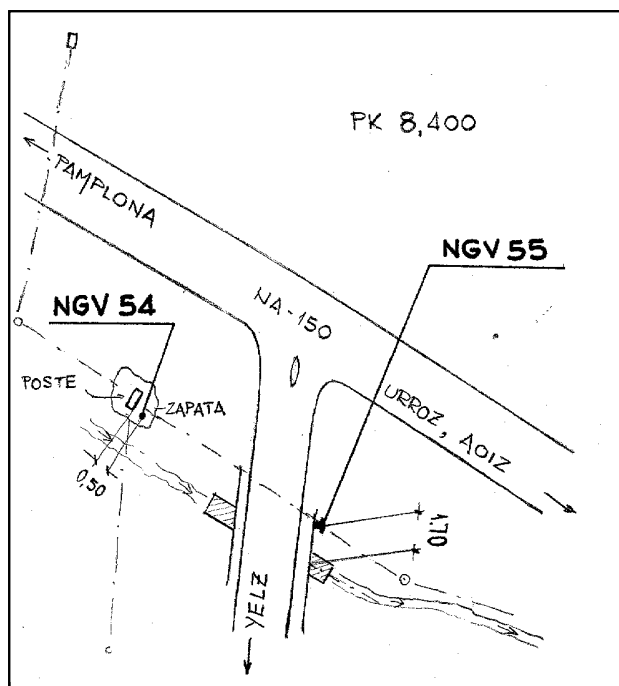 PK 8,400
PAMPLONA
NGV 55
NA-150
NGV 54
POSTE
ZAPATA
URROZ, AOIZ
0,50
YELZ